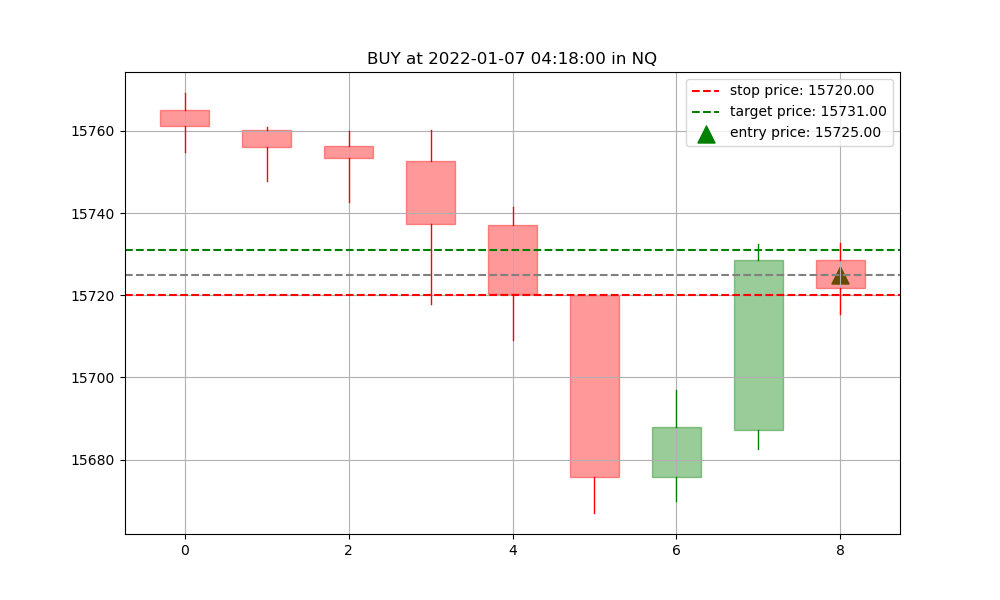 BUY at 2022-01-07 04:18:00 in NQ
stop price: 15720.00
target price: 15731.00
entry price: 15725.00
15760
15740
15720
15700
15680
0 2 4 6 8